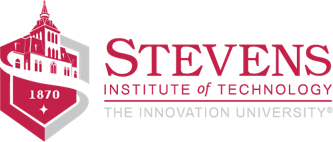 1870
STEVENS
INSTITUTE of TECHNOLOGY
THE INNOVATION UNIVERSITY®